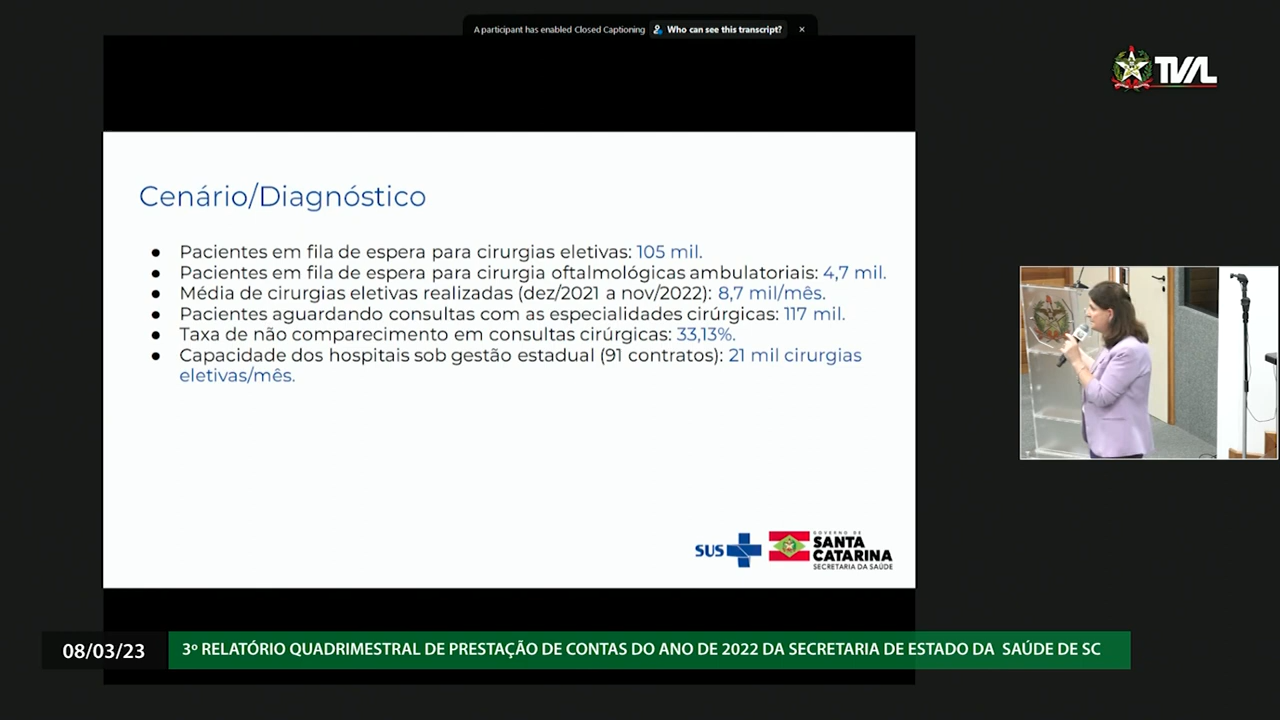 A participant has enabled Closed Captioning Who can see this transcript? ×
TVAL
Cenário/Diagnóstico
● Pacientes em fila de espera para cirurgias eletivas: 105 mil.
● Pacientes em fila de espera para cirurgia oftalmológicas ambulatoriais: 4,7 mil.
● Média de cirurgias eletivas realizadas (dez/2021 a nov/2022): 8,7 mil/mês.
● Pacientes aguardando consultas com as especialidades cirúrgicas: 117 mil.
● Taxa de não comparecimento em consultas cirúrgicas: 33,13%.
● Capacidade dos hospitais sob gestão estadual (91 contratos): 21 mil cirurgias
eletivas/mês.
SUS
GOVERNO DE
SANTA
CATARINA
SECRETARIA DA SAÚDE
08/03/23
3º RELATÓRIO QUADRIMESTRAL DE PRESTAÇÃO DE CONTAS DO ANO DE 2022 DA SECRETARIA DE ESTADO DA SAÚDE DE SC